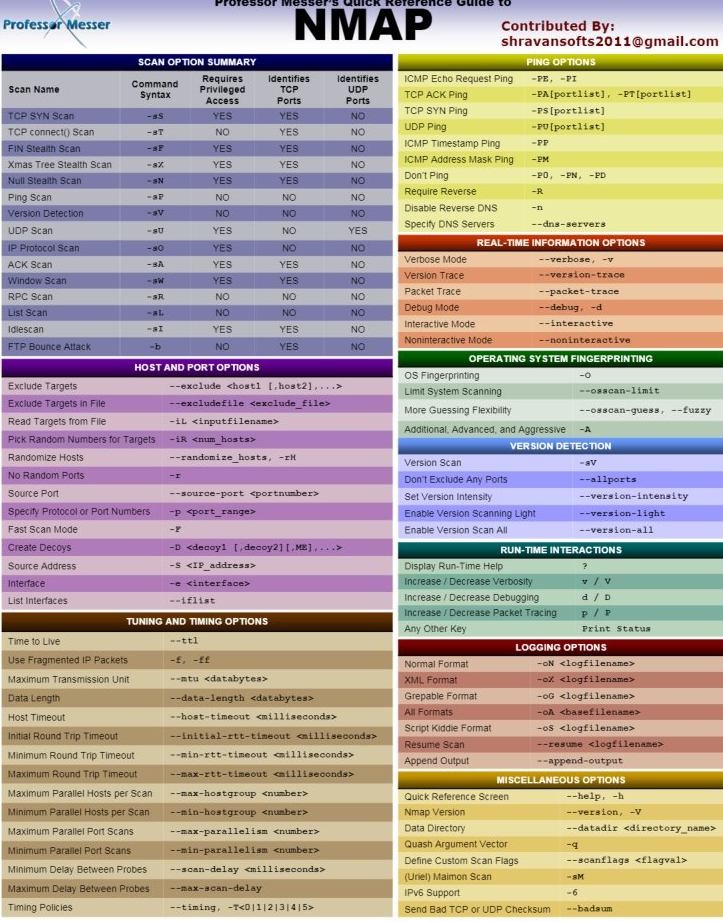 Professor Messer's Quick Reference Guide to
Professor Messer
NMAP
Contributed By:
shravansofts2011@gmail.com
SCAN OPTION SUMMARY
Scan Name Command Syntax Requires Privileged Access Identifies TCP Ports Identifies UDP Ports
TCP SYN Scan -sS YES YES NO
TCP connect() Scan -sT NO YES NO
FIN Stealth Scan -sF YES YES NO
Xmas Tree Stealth Scan -sX YES YES NO
Null Stealth Scan -sN YES YES NO
Ping Scan -sP NO NO NO
Version Detection -sV NO NO NO
UDP Scan -sU YES NO YES
IP Protocol Scan -sO YES NO NO
ACK Scan -sA YES YES NO
Window Scan -sW YES YES NO
RPC Scan -sR NO NO NO
List Scan -sL NO NO NO
Idlescan -sI YES YES NO
FTP Bounce Attack -b NO YES NO
HOST AND PORT OPTIONS
Exclude Targets --exclude <host1 [,host2],...>
Exclude Targets in File --excludefile <exclude_file>
Read Targets from File -iL <inputfilename>
Pick Random Numbers for Targets -iR <num_hosts>
Randomize Hosts --randomize_hosts, -rH
No Random Ports -r
Source Port --source-port <portnumber>
Specify Protocol or Port Numbers -p <port_range>
Fast Scan Mode -F
Create Decoys -D <decoy1 [,decoy2][,ME],...>
Source Address -S <IP_address>
Interface -e <interface>
List Interfaces --iflist
TUNING AND TIMING OPTIONS
Time to Live --ttl
Use Fragmented IP Packets -f, -ff
Maximum Transmission Unit --mtu <databytes>
Data Length --data-length <databytes>
Host Timeout --host-timeout <milliseconds>
Initial Round Trip Timeout --initial-rtt-timeout <milliseconds>
Minimum Round Trip Timeout --min-rtt-timeout <milliseconds>
Maximum Round Trip Timeout --max-rtt-timeout <milliseconds>
Maximum Parallel Hosts per Scan --max-hostgroup <number>
Minimum Parallel Hosts per Scan --min-hostgroup <number>
Maximum Parallel Port Scans --max-parallelism <number>
Minimum Parallel Port Scans --min-parallelism <number>
Minimum Delay Between Probes --scan-delay <milliseconds>
Maximum Delay Between Probes --max-scan-delay
Timing Policies --timing, -T<0|1|2|3|4|5>
PING OPTIONS
ICMP Echo Request Ping -PE, -PI
TCP ACK Ping -PA[portlist], -PT[portlist]
TCP SYN Ping -PS[portlist]
UDP Ping -PU[portlist]
ICMP Timestamp Ping -PP
ICMP Address Mask Ping -PM
Don't Ping -P0, -PN, -PD
Require Reverse -R
Disable Reverse DNS -n
Specify DNS Servers --dns-servers
REAL-TIME INFORMATION OPTIONS
Verbose Mode --verbose, -v
Version Trace --version-trace
Packet Trace --packet-trace
Debug Mode --debug, -d
Interactive Mode --interactive
Noninteractive Mode --noninteractive
OPERATING SYSTEM FINGERPRINTING
OS Fingerprinting -O
Limit System Scanning --osscan-limit
More Guessing Flexibility --osscan-guess, --fuzzy
Additional, Advanced, and Aggressive -A
VERSION DETECTION
Version Scan -sV
Don't Exclude Any Ports --allports
Set Version Intensity --version-intensity
Enable Version Scanning Light --version-light
Enable Version Scan All --version-all
RUN-TIME INTERACTIONS
Display Run-Time Help ?
Increase / Decrease Verbosity v / V
Increase / Decrease Debugging d / D
Increase / Decrease Packet Tracing p / P
Any Other Key Print Status
LOGGING OPTIONS
Normal Format -oN <logfilename>
XML Format -oX <logfilename>
Grepable Format -oG <logfilename>
All Formats -oA <basefilename>
Script Kiddie Format -oS <logfilename>
Resume Scan --resume <logfilename>
Append Output --append-output
MISCELLANEOUS OPTIONS
Quick Reference Screen --help, -h
Nmap Version --version, -V
Data Directory --datadir <directory_name>
Quash Argument Vector -q
Define Custom Scan Flags --scanflags <flagval>
(Uriel) Maimon Scan -sM
IPv6 Support -6
Send Bad TCP or UDP Checksum --badsum